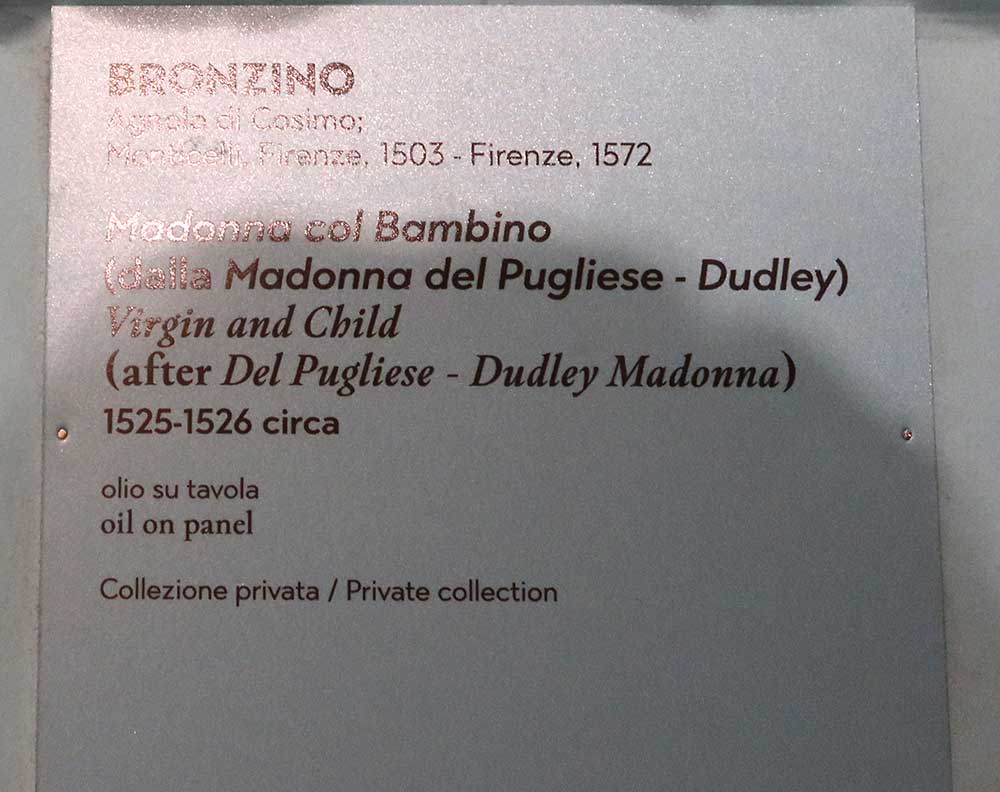 BRONZINO
Agnolo di Cosimo;
Monticelli, Firenze, 1503 - Firenze, 1572
Madonna col Bambino
(dalla Madonna del Pugliese - Dudley)
Virgin and Child
(after Del Pugliese - Dudley Madonna)
1525-1526 circa
olio su tavola
oil on panel
Collezione privata / Private collection